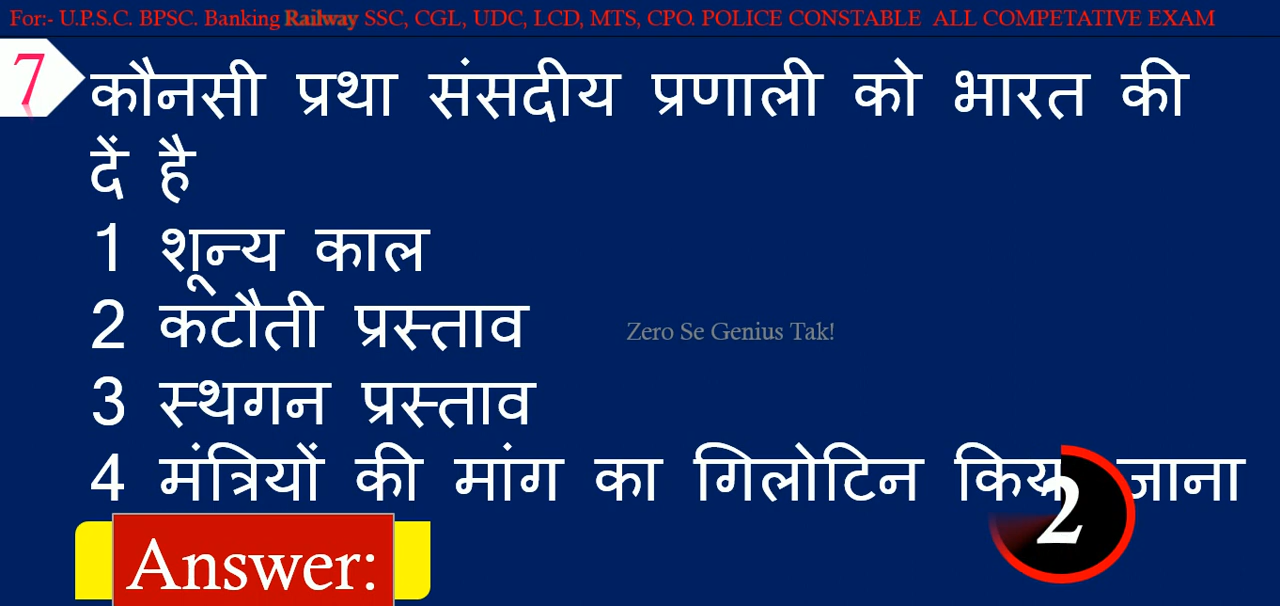 For:- U.P.S.C. BPSC. Banking Railway SSC, CGL, UDC, LCD, MTS, CPO. POLICE CONSTABLE ALL COMPETATIVE EXAM
7 कौनसी प्रथा संसदीय प्रणाली को भारत की
दें है
1 शून्य काल
2 कटौती प्रस्ताव
Zero Se Genius Tak!
3 स्थगन प्रस्ताव
4 मंत्रियों की मांग का गिलोटिन जाना
2
Answer: